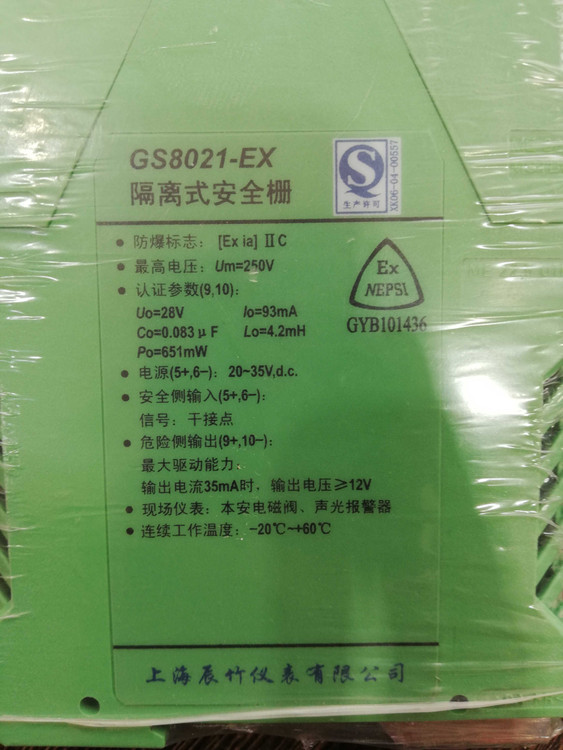 GS8021-EX
隔离式安全栅
生产许可
XK06-04-00557
● 防爆标志：[Ex ia] ⅡC
● 最高电压：Um=250V
● 认证参数(9,10)：
Uo=28V Io=93mA
Co=0.083μF Lo=4.2mH
Po=651mW
Ex
NEPSI
GYB101436
● 电源(5+,6-)：20~35V,d.c.
● 安全侧输入(5+,6-)：
信号：干接点
● 危险侧输出(9+,10-)：
最大驱动能力：
输出电流35mA时，输出电压≥12V
● 现场仪表：本安电磁阀、声光报警器
● 连续工作温度：-20℃~+60℃
上海辰竹仪表有限公司